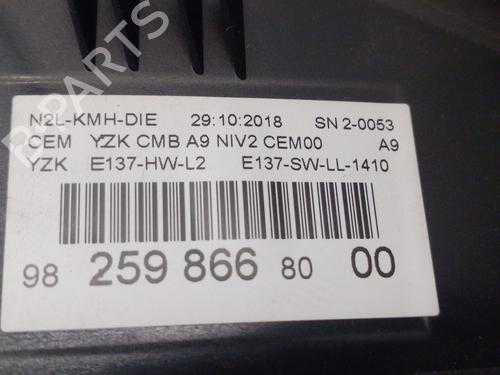 N2L-KMH-DIE 29:10:2018 SN 2-0053
CEM YZK CMB A9 NIV2 CEM00 A9
YZK E137-HW-L2 E137-SW-LL-1410
98 259 866 80 00
B-PARTS